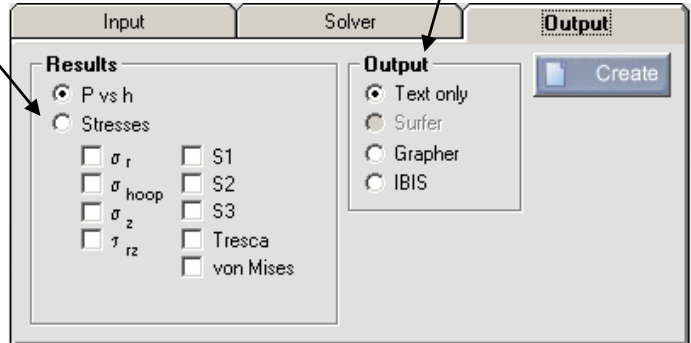 Input Solver Output
Results
P vs h
Stresses
σ r
σ hoop
σ z
τ rz
S1
S2
S3
Tresca
von Mises
Output
Text only
Surfer
Grapher
IBIS
Create